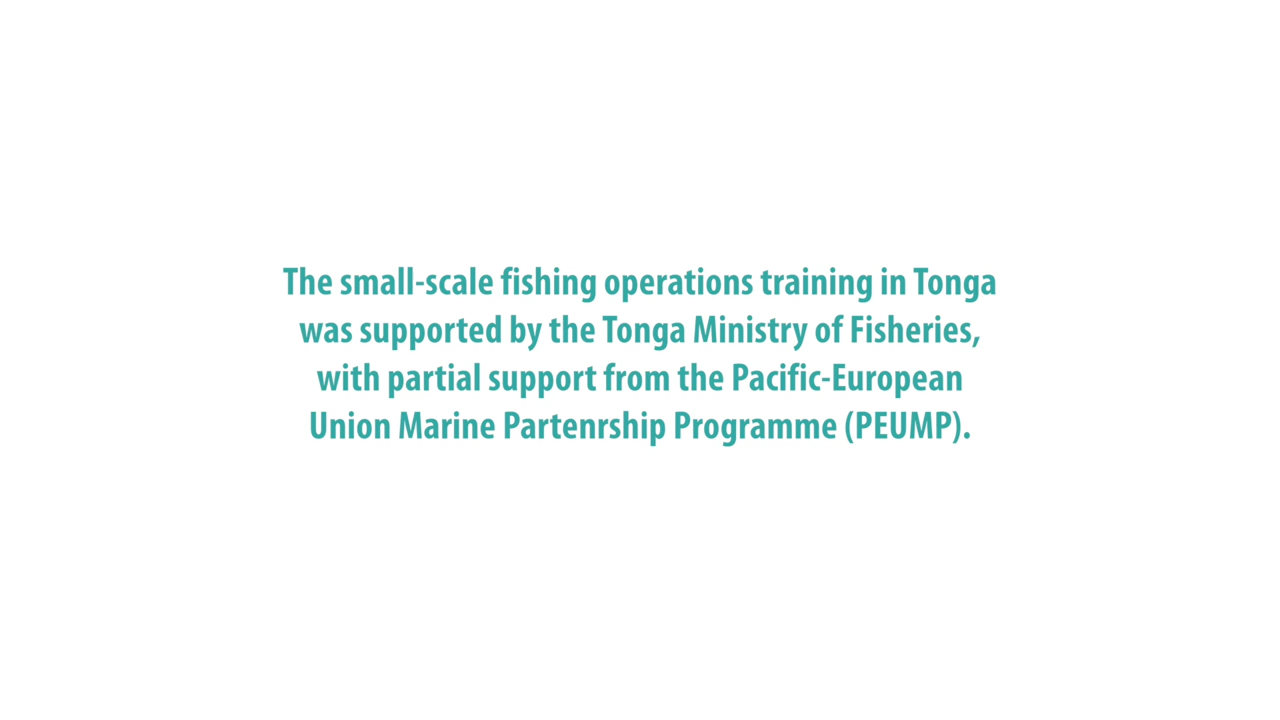 The small-scale fishing operations training in Tonga
was supported by the Tonga Ministry of Fisheries,
with partial support from the Pacific-European
Union Marine Partenrship Programme (PEUMP).